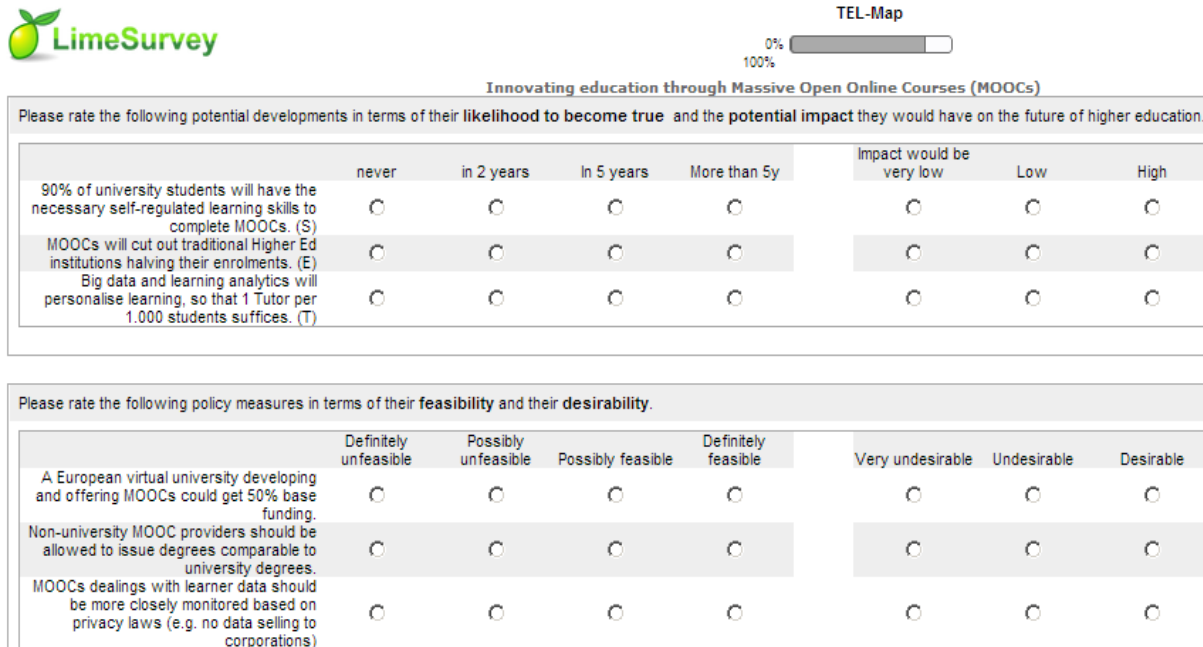 LimeSurvey
TEL-Map
0%
100%
Innovating education through Massive Open Online Courses (MOOCs)
Please rate the following potential developments in terms of their likelihood to become true and the potential impact they would have on the future of higher education.
never in 2 years In 5 years More than 5y Impact would be
very low Low High
90% of university students will have the
necessary self-regulated learning skills to
complete MOOCs. (S)
MOOCs will cut out traditional Higher Ed
institutions halving their enrolments. (E)
Big data and learning analytics will
personalise learning, so that 1 Tutor per
1.000 students suffices. (T)
Please rate the following policy measures in terms of their feasibility and their desirability.
Definitely
unfeasible Possibly
unfeasible Possibly feasible Definitely
feasible Very undesirable Undesirable Desirable
A European virtual university developing
and offering MOOCs could get 50% base
funding.
Non-university MOOC providers should be
allowed to issue degrees comparable to
university degrees.
MOOCs dealings with learner data should
be more closely monitored based on
privacy laws (e.g. no data selling to
corporations)